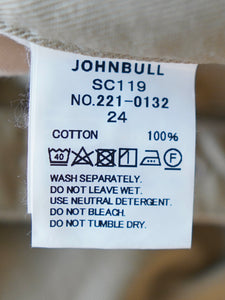 JOHNBULL
SC119
NO.221-0132
24
COTTON 100%
40 F
WASH SEPARATELY.
DO NOT LEAVE WET.
USE NEUTRAL DETERGENT.
DO NOT BLEACH.
DO NOT TUMBLE DRY.